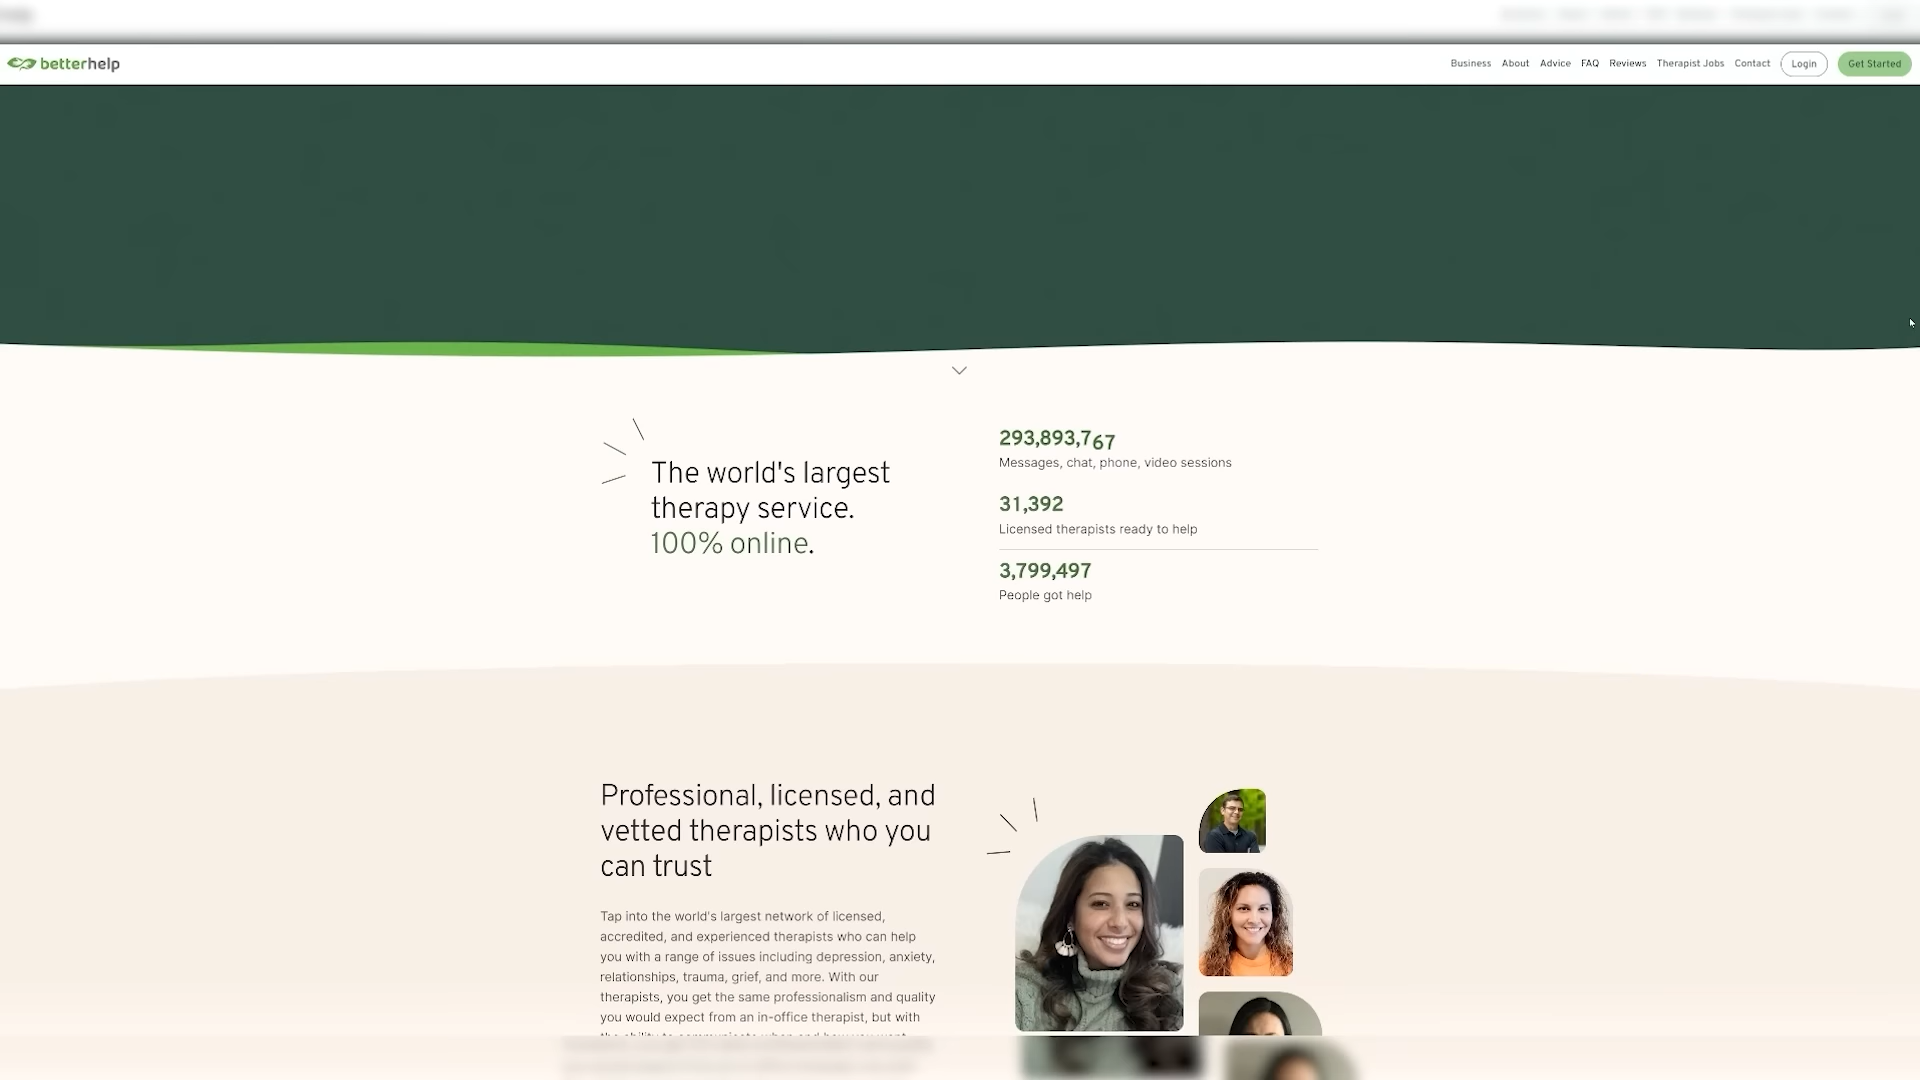 betterhelp
Business About Advice FAQ Reviews Therapist Jobs Contact Login Get Started
The world's largest
therapy service.
100% online.
293,893,767
Messages, chat, phone, video sessions
31,392
Licensed therapists ready to help
3,799,497
People got help
Professional, licensed, and
vetted therapists who you
can trust
Tap into the world's largest network of licensed,
accredited, and experienced therapists who can help
you with a range of issues including depression, anxiety,
relationships, trauma, grief, and more. With our
therapists, you get the same professionalism and quality
you would expect from an in-office therapist, but with